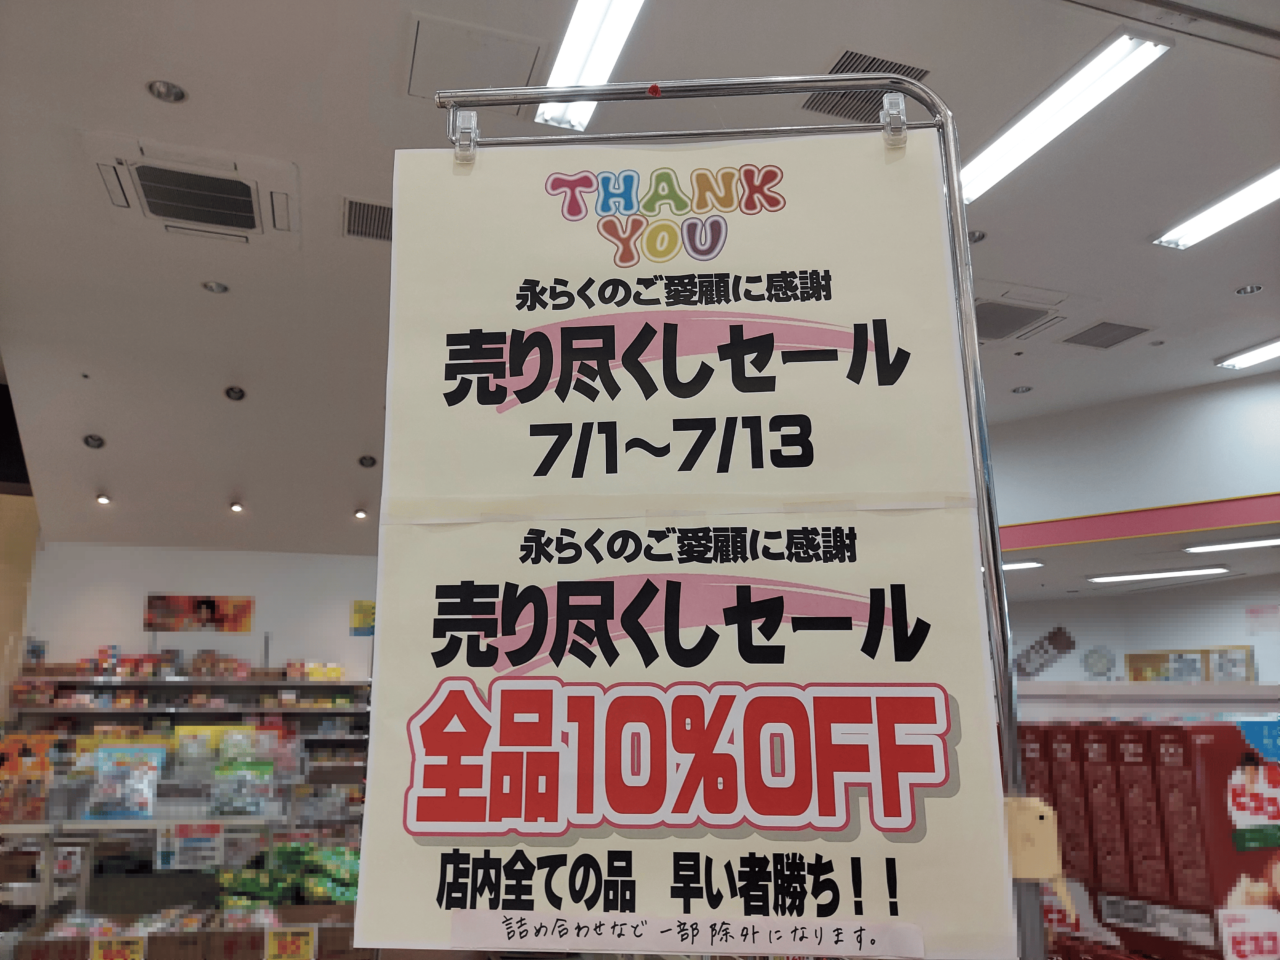 THANK
YOU
永らくのご愛顧に感謝
売り尽くしセール
7/1～7/13
永らくのご愛顧に感謝
売り尽くしセール
全品10%OFF
店内全ての品 早い者勝ち！！
詰め合わせなど一部除外になります。